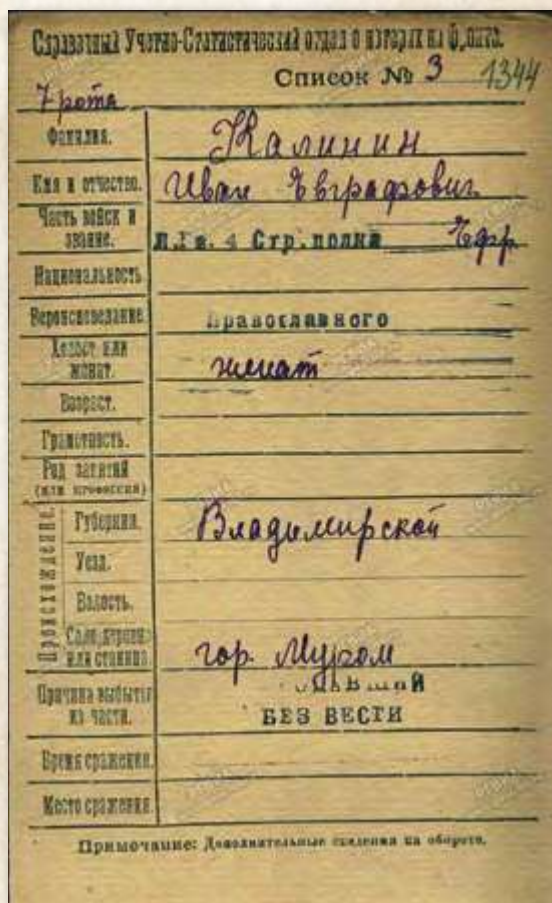 Справочный Учетно-Статистический отдел о потерях на фронте.
Список № 3 1344
7 рота
Фамилия. Калинин
Имя и отчество. Иван Евграфович
Часть войск и звание. Л.Гв. 4 Стр. полка Ефр
Национальность
Вероисповедание. Православного
Холост или женат. женат
Возраст.
Грамотность.
Род занятий
(или профессия)
Происхождение:
Губерния. Владимирской
Уезд.
Волость.
Село, деревня или станица. гор. Муром
Причина выбытия из части.
БЕЗ ВЕСТИ
Время сражения.
Место сражения.
Примечание: Дополнительные сведения на обороте.